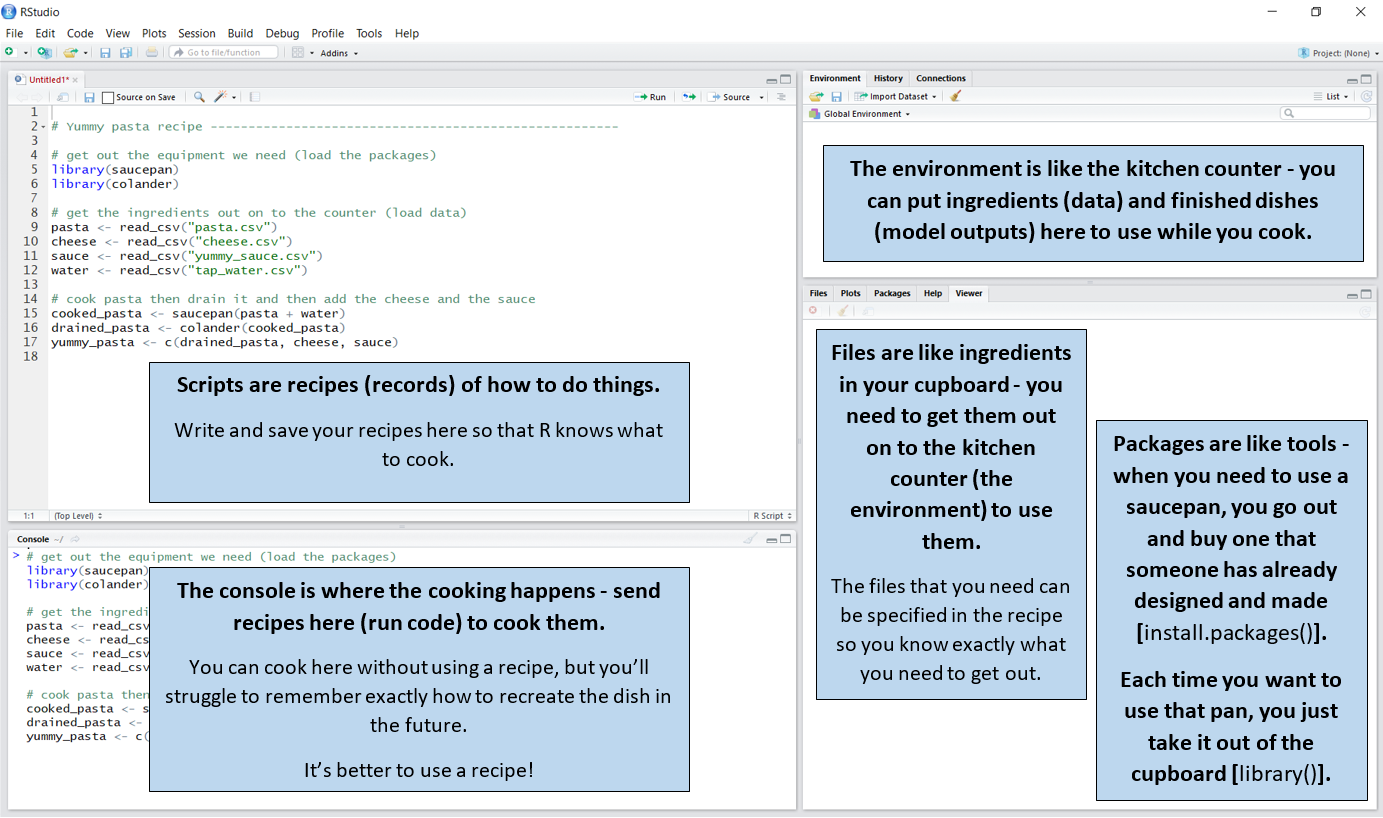 RStudio
File Edit Code View Plots Session Build Debug Profile Tools Help
Go to file/function Addins Project: (None)
Untitled1*
Source on Save Run Source
1
2 # Yummy pasta recipe ------------------------------------------------------
3
4 # get out the equipment we need (load the packages)
5 library(saucepan)
6 library(colander)
7
8 # get the ingredients out on to the counter (load data)
9 pasta <- read_csv("pasta.csv")
10 cheese <- read_csv("cheese.csv")
11 sauce <- read_csv("yummy_sauce.csv")
12 water <- read_csv("tap_water.csv")
13
14 # cook pasta then drain it and then add the cheese and the sauce
15 cooked_pasta <- saucepan(pasta + water)
16 drained_pasta <- colander(cooked_pasta)
17 yummy_pasta <- c(drained_pasta, cheese, sauce)
18
Scripts are recipes (records) of how to do things.
Write and save your recipes here so that R knows what
to cook.
1:1 (Top Level) R Script
Console ~/
> # get out the equipment we need (load the packages)
library(saucepan)
library(colander)
# get the ingredi
pasta <- read_csv
cheese <- read_cs
sauce <- read_csv
water <- read_csv
# cook pasta then
cooked_pasta <- s
drained_pasta <-
yummy_pasta <- c(
The console is where the cooking happens - send
recipes here (run code) to cook them.
You can cook here without using a recipe, but you'll
struggle to remember exactly how to recreate the dish in
the future.
It's better to use a recipe!
Environment History Connections
Import Dataset List
Global Environment
The environment is like the kitchen counter - you
can put ingredients (data) and finished dishes
(model outputs) here to use while you cook.
Files Plots Packages Help Viewer
Files are like ingredients
in your cupboard - you
need to get them out
on to the kitchen
counter (the
environment) to use
them.
The files that you need can
be specified in the recipe
so you know exactly what
you need to get out.
Packages are like tools -
when you need to use a
saucepan, you go out
and buy one that
someone has already
designed and made
[install.packages()].
Each time you want to
use that pan, you just
take it out of the
cupboard [library()].